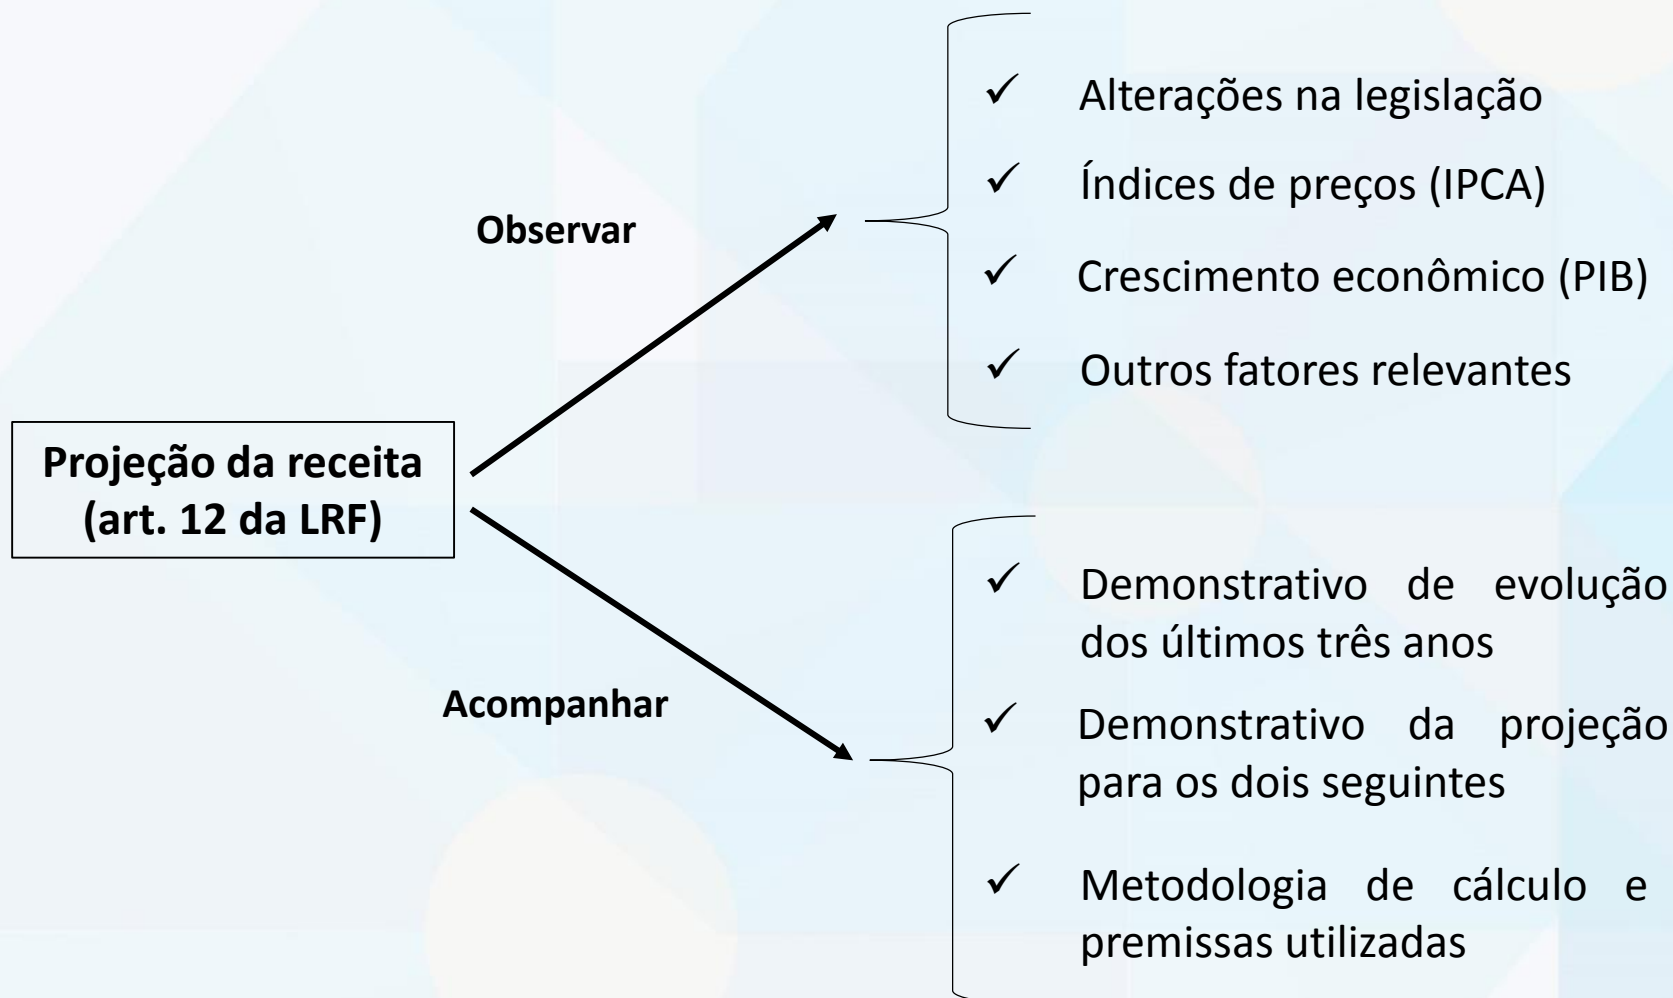 Projeção da receita
(art. 12 da LRF)
Observar
✓ Alterações na legislação
✓ Índices de preços (IPCA)
✓ Crescimento econômico (PIB)
✓ Outros fatores relevantes
Acompanhar
✓ Demonstrativo de evolução
dos últimos três anos
✓ Demonstrativo da projeção
para os dois seguintes
✓ Metodologia de cálculo e
premissas utilizadas